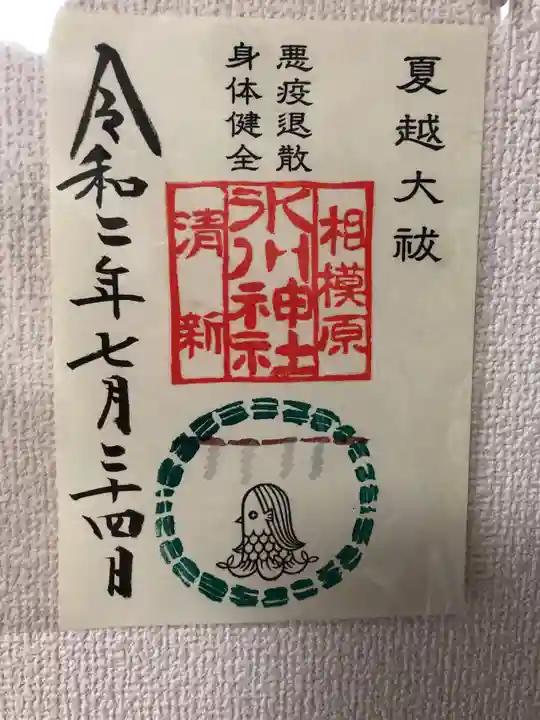 夏越大祓
悪疫退散
身体健全
相模原
氷川神社
清新
令和二年七月二十四日